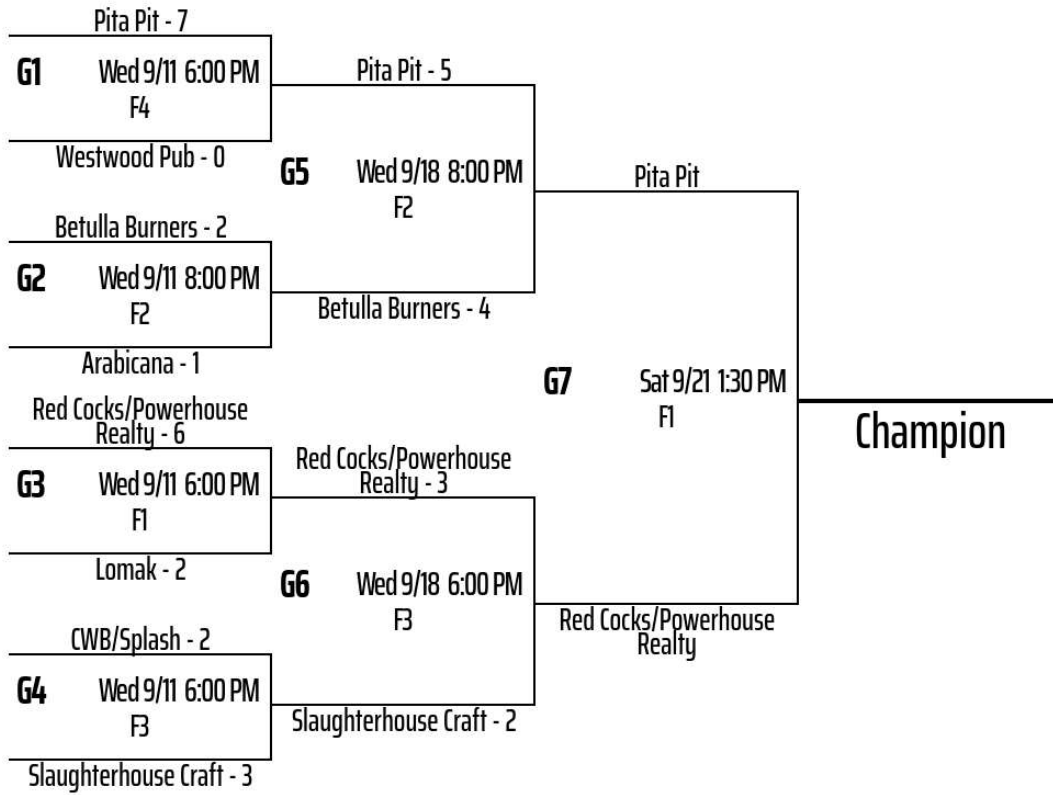 Pita Pit - 7
G1 Wed 9/11 6:00 PM
F4
Westwood Pub - 0
Betulla Burners - 2
G2 Wed 9/11 8:00 PM
F2
Arabicana - 1
Red Cocks/Powerhouse
Realty - 6
G3 Wed 9/11 6:00 PM
F1
Lomak - 2
CWB/Splash - 2
G4 Wed 9/11 6:00 PM
F3
Slaughterhouse Craft - 3
Pita Pit - 5
G5 Wed 9/18 8:00 PM
F2
Betulla Burners - 4
Red Cocks/Powerhouse
Realty - 3
G6 Wed 9/18 6:00 PM
F3
Slaughterhouse Craft - 2
Pita Pit
G7 Sat 9/21 1:30 PM
F1
Red Cocks/Powerhouse
Realty
Champion